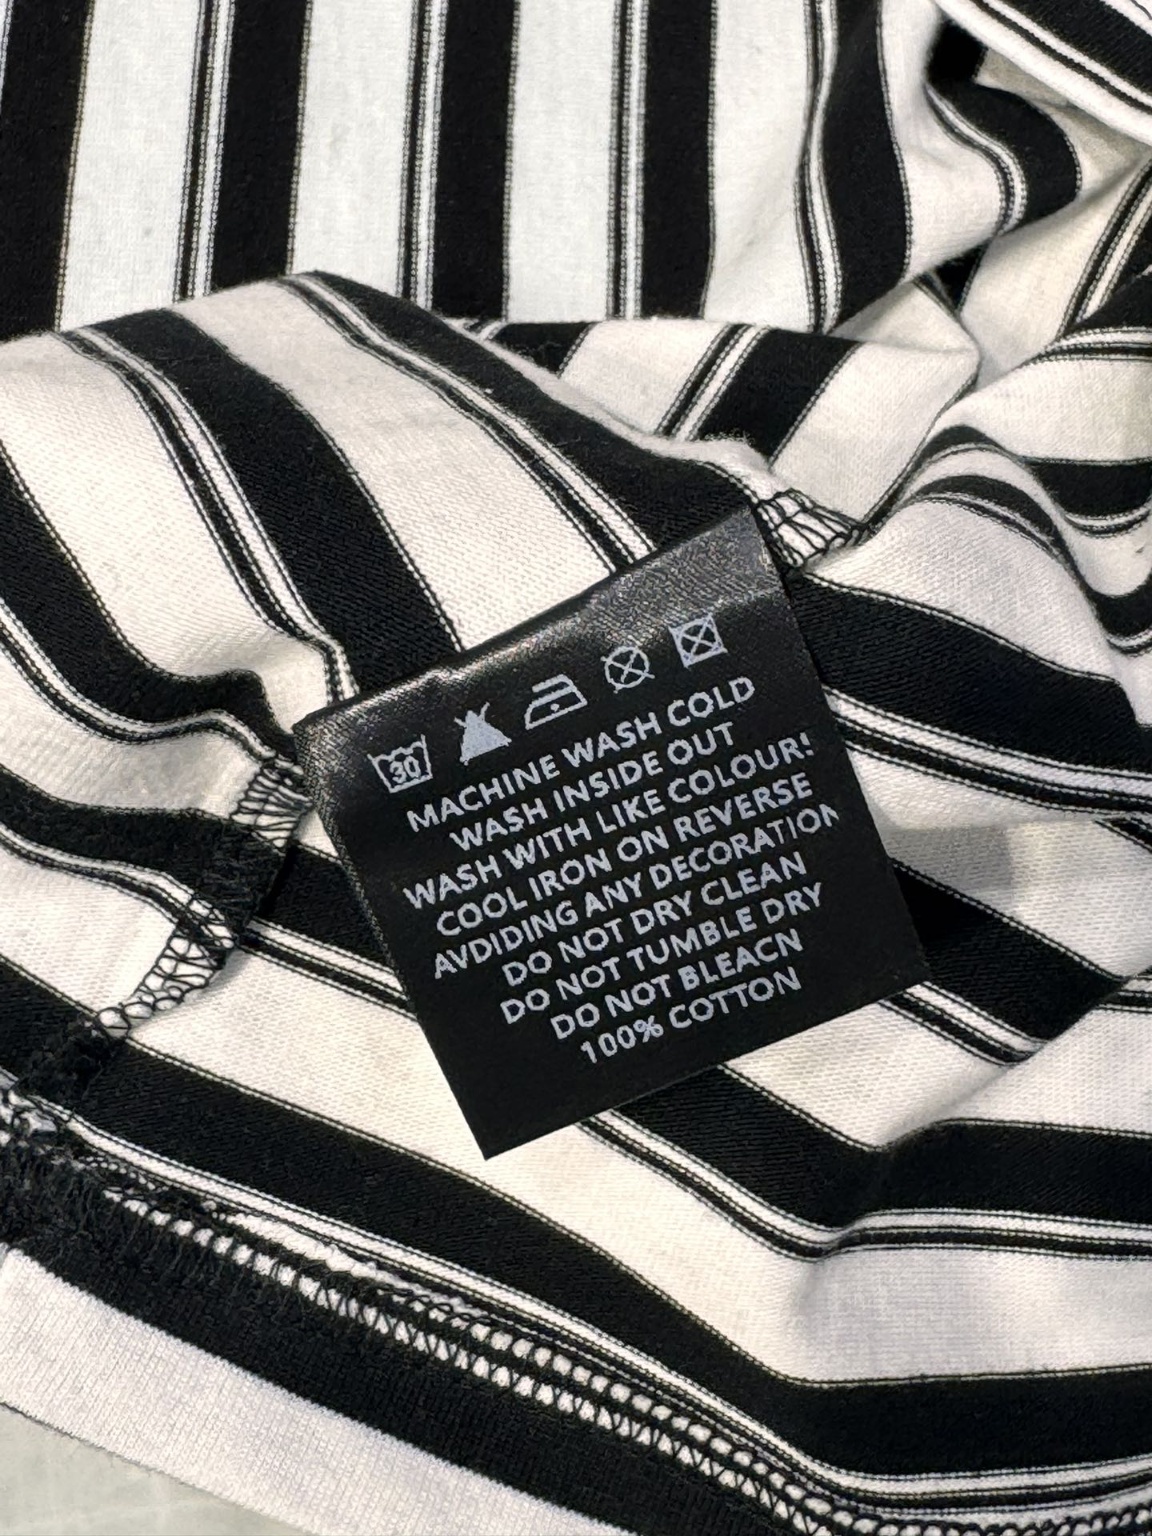 30
MACHINE WASH COLD
WASH INSIDE OUT
WASH WITH LIKE COLOUR!
COOL IRON ON REVERSE
AVDIDING ANY DECORATION
DO NOT DRY CLEAN
DO NOT TUMBLE DRY
DO NOT BLEACN
100% COTTON